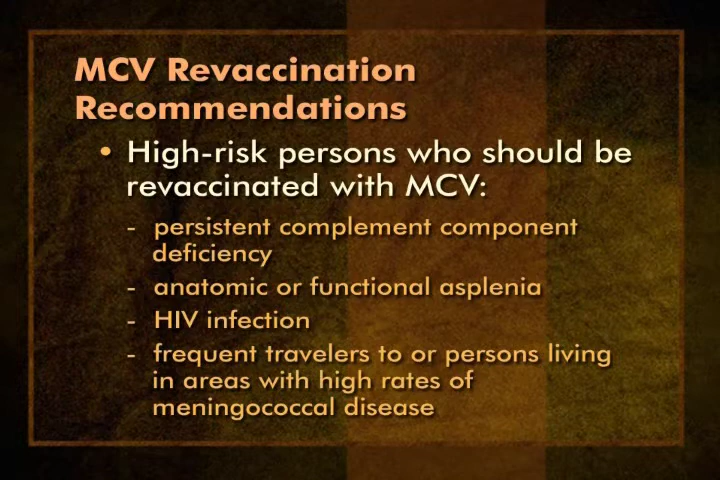 MCV Revaccination
Recommendations
• High-risk persons who should be
revaccinated with MCV:
- persistent complement component
deficiency
- anatomic or functional asplenia
- HIV infection
- frequent travelers to or persons living
in areas with high rates of
meningococcal disease